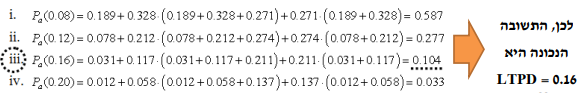 i. Pa(0.08) = 0.189+0.328·(0.189+0.328+0.271)+0.271·(0.189+0.328) = 0.587
ii. Pa(0.12) = 0.078+0.212·(0.078+0.212+0.274)+0.274·(0.078+0.212) = 0.277
iii. Pa(0.16) = 0.031+0.117·(0.031+0.117+0.211)+0.211·(0.031+0.117) = 0.104
iv. Pa(0.20) = 0.012+0.058·(0.012+0.058+0.137)+0.137·(0.012+0.058) = 0.033
לכן, התשובה
הנכונה היא
LTPD = 0.16